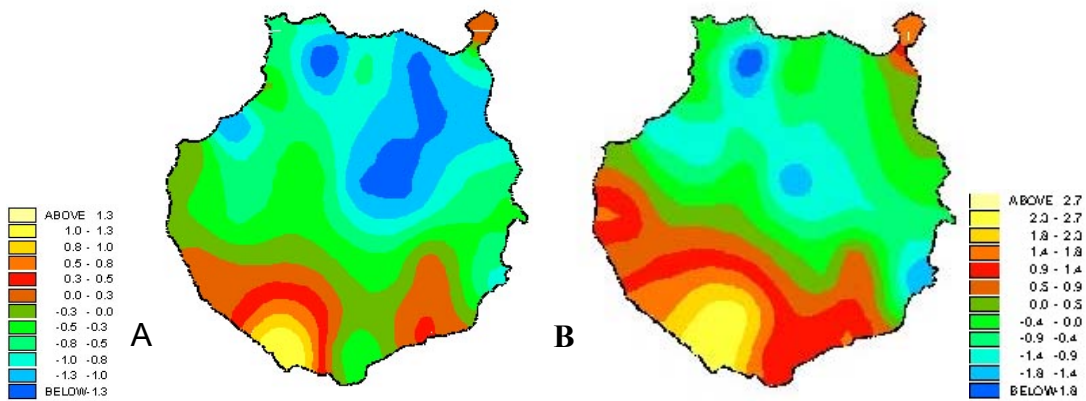 ABOVE 1.3
1.0 - 1.3
0.8 - 1.0
0.5 - 0.8
0.3 - 0.5
0.0 - 0.3
-0.3 - 0.0
-0.5 - 0.3
-0.8 - 0.5
-1.0 - 0.8
-1.3 - 1.0
BELOW-1.3
A
B
ABOVE 2.7
2.3 - 2.7
1.8 - 2.3
1.4 - 1.8
0.9 - 1.4
0.5 - 0.9
0.0 - 0.5
-0.4 - 0.0
-0.9 - 0.4
-1.4 - 0.9
-1.8 - 1.4
BELOW-1.8